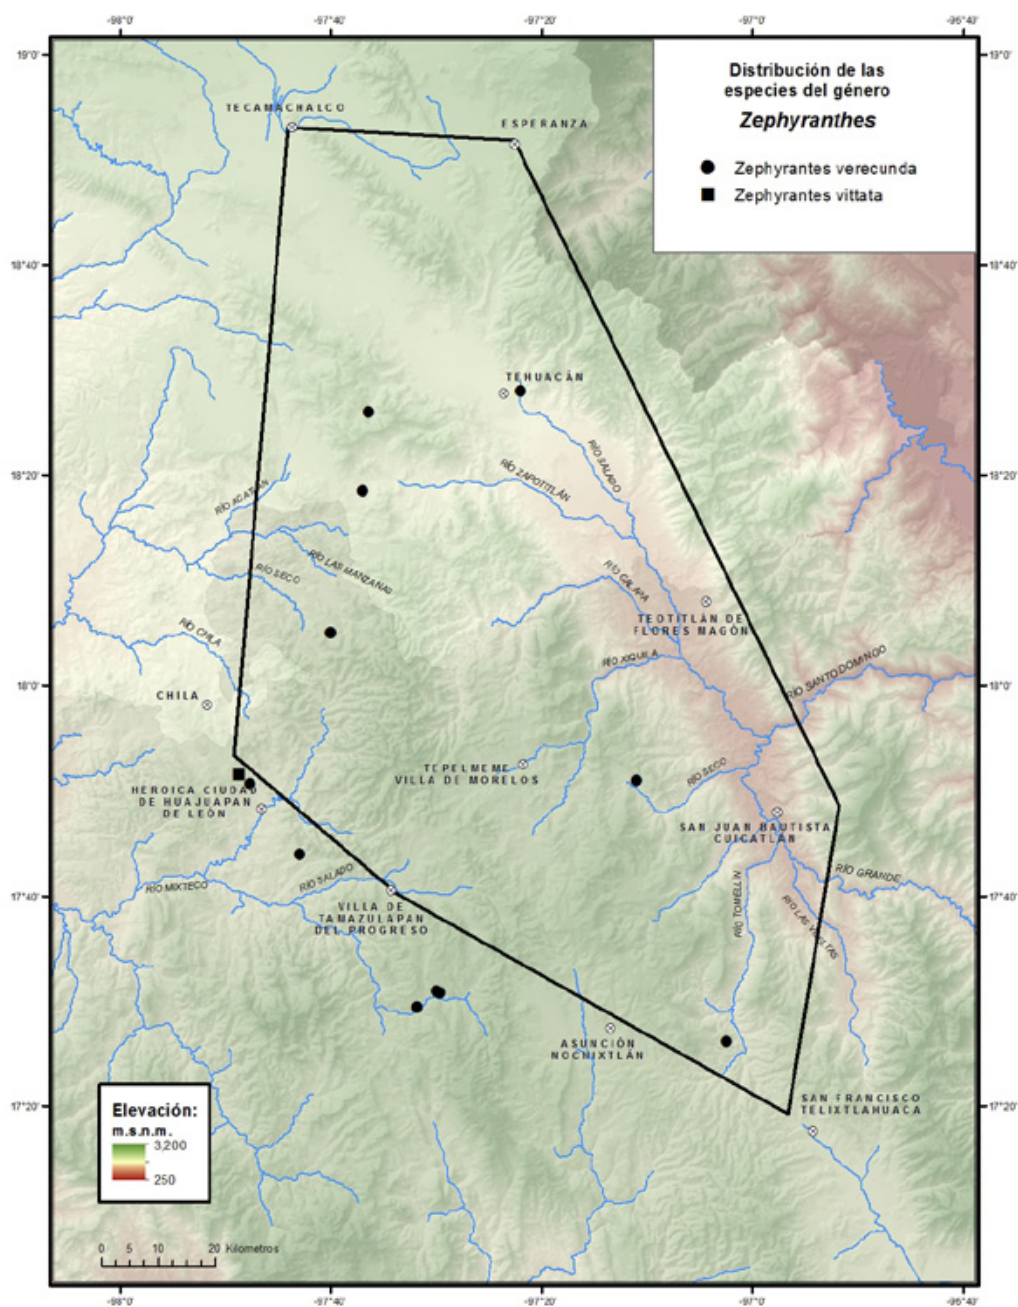 -98°0' -97°40' -97°20' -97°0' -96°40'
19°0' 19°0'
Distribución de las
especies del género
Zephyranthes
Zephyrantes verecunda
Zephyrantes vittata
TECAMACHALCO
ESPERANZA
18°40' 18°40'
TEHUACÁN
RÍO SALADO
RÍO ZAPOTITLÁN
18°20' 18°20'
RÍO ACATLÁN
RÍO LAS MANZANAS
RÍO SECO
RÍO CALAPA
TEOTITLÁN DE
FLORES MAGÓN
RÍO CHILA
RÍO XIQUILA
RÍO SANTO DOMINGO
18°0' 18°0'
CHILA
TEPELMEME
VILLA DE MORELOS
RÍO SECO
HEROICA CIUDAD
DE HUAJUAPAN
DE LEÓN
SAN JUAN BAUTISTA
CUICATLÁN
RÍO GRANDE
RÍO MIXTECO
RÍO SALADO
17°40' 17°40'
VILLA DE
TAMAZULAPAN
DEL PROGRESO
RÍO TOMELLÍN
RÍO LAS VUELTAS
ASUNCIÓN
NOCHIXTLÁN
SAN FRANCISCO
TELIXTLAHUACA
17°20' 17°20'
Elevación:
m.s.n.m.
3,200
250
0 5 10 20 Kilometros
-98°0' -97°40' -97°20' -97°0' -96°40'